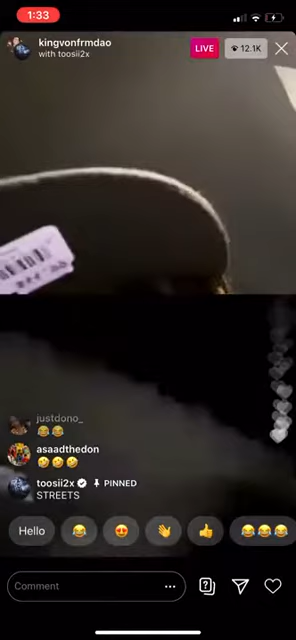 1:33
kingvonfrmdao
with toosii2x
LIVE
12.1K
justdono_
😂😂
asaadthedon
🤣🤣🤣
toosii2x PINNED
STREETS
Hello 😂 😍 👋 👍 😂😂😂
Comment